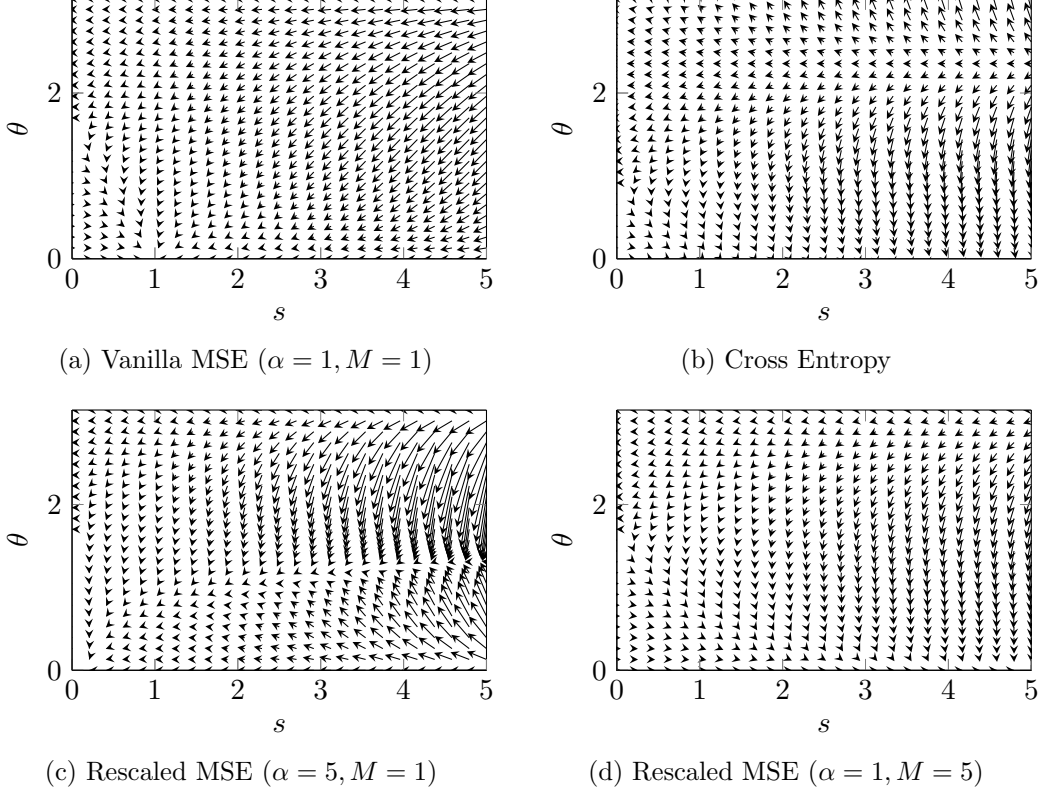 2
θ
0
0 1 2 3 4 5
s
(a) Vanilla MSE (α = 1, M = 1)
2
θ
0
0 1 2 3 4 5
s
(b) Cross Entropy
2
θ
0
0 1 2 3 4 5
s
(c) Rescaled MSE (α = 5, M = 1)
2
θ
0
0 1 2 3 4 5
s
(d) Rescaled MSE (α = 1, M = 5)